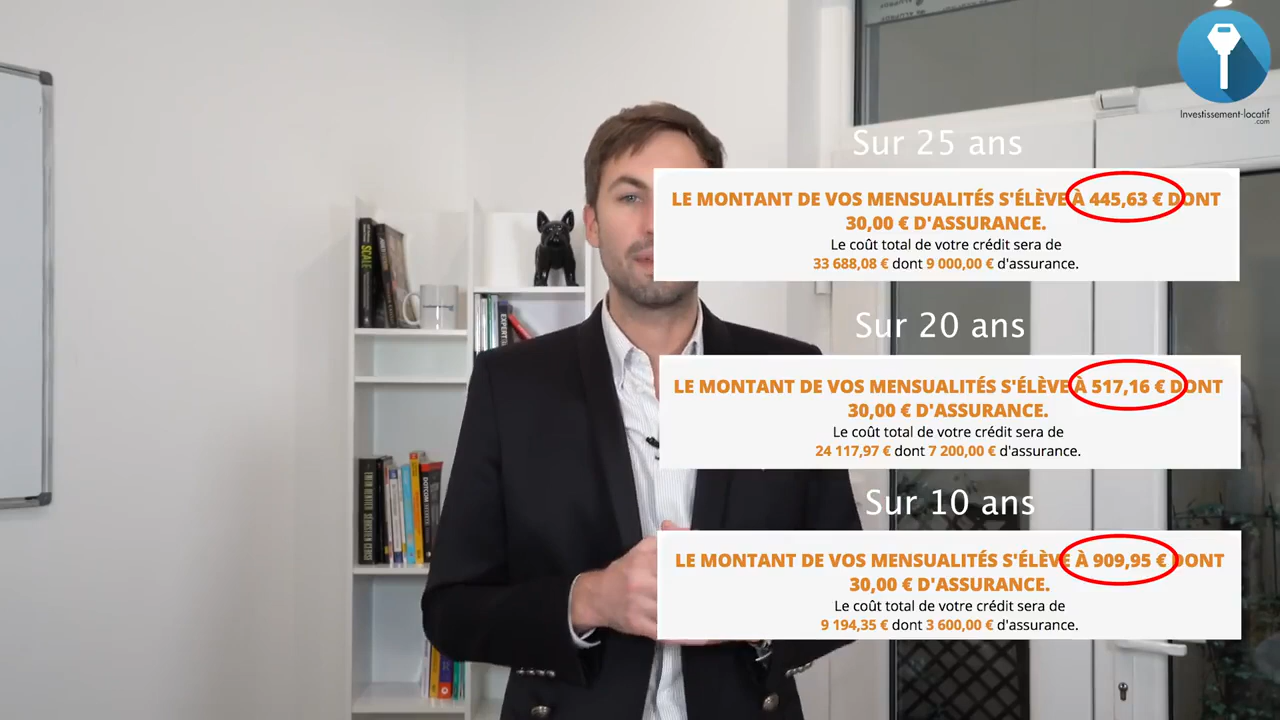 Investissement-locatif
.com
Sur 25 ans
LE MONTANT DE VOS MENSUALITÉS S'ÉLÈVE À 445,63 € DONT
30,00 € D'ASSURANCE.
Le coût total de votre crédit sera de
33 688,08 € dont 9 000,00 € d'assurance.
Sur 20 ans
LE MONTANT DE VOS MENSUALITÉS S'ÉLÈVE À 517,16 € DONT
30,00 € D'ASSURANCE.
Le coût total de votre crédit sera de
24 117,97 € dont 7 200,00 € d'assurance.
Sur 10 ans
LE MONTANT DE VOS MENSUALITÉS S'ÉLÈVE À 909,95 € DONT
30,00 € D'ASSURANCE.
Le coût total de votre crédit sera de
9 194,35 € dont 3 600,00 € d'assurance.
SCALE
DOTCOM SECRETS